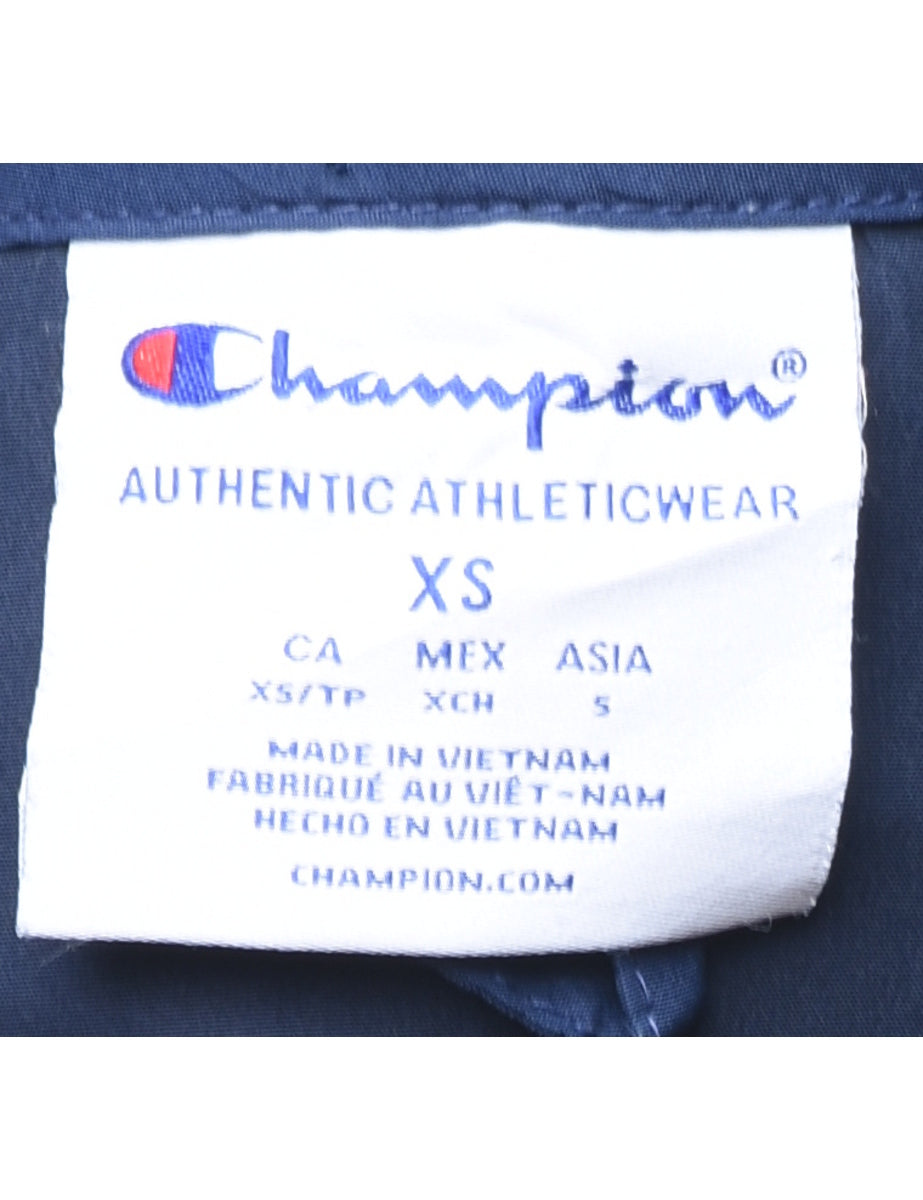 Champion®
AUTHENTIC ATHLETICWEAR
XS
CA MEX ASIA
XS/TP XCH S
MADE IN VIETNAM
FABRIQUÉ AU VIÊT-NAM
HECHO EN VIETNAM
CHAMPION.COM